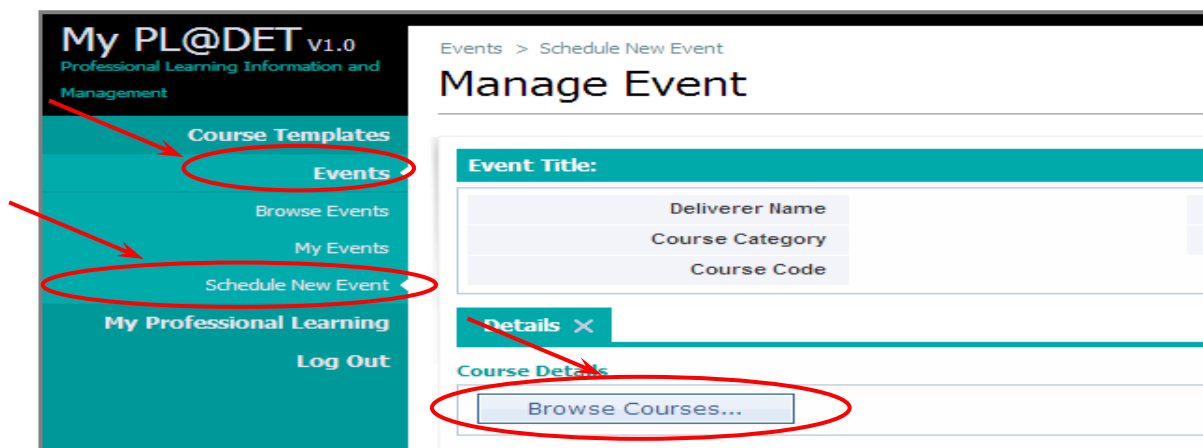 My PL@DET V1.0
Professional Learning Information and
Management
Course Templates
Events
Browse Events
My Events
Schedule New Event
My Professional Learning
Log Out
Events > Schedule New Event
Manage Event
Event Title:
Deliverer Name
Course Category
Course Code
Details ×
Course Details
Browse Courses...